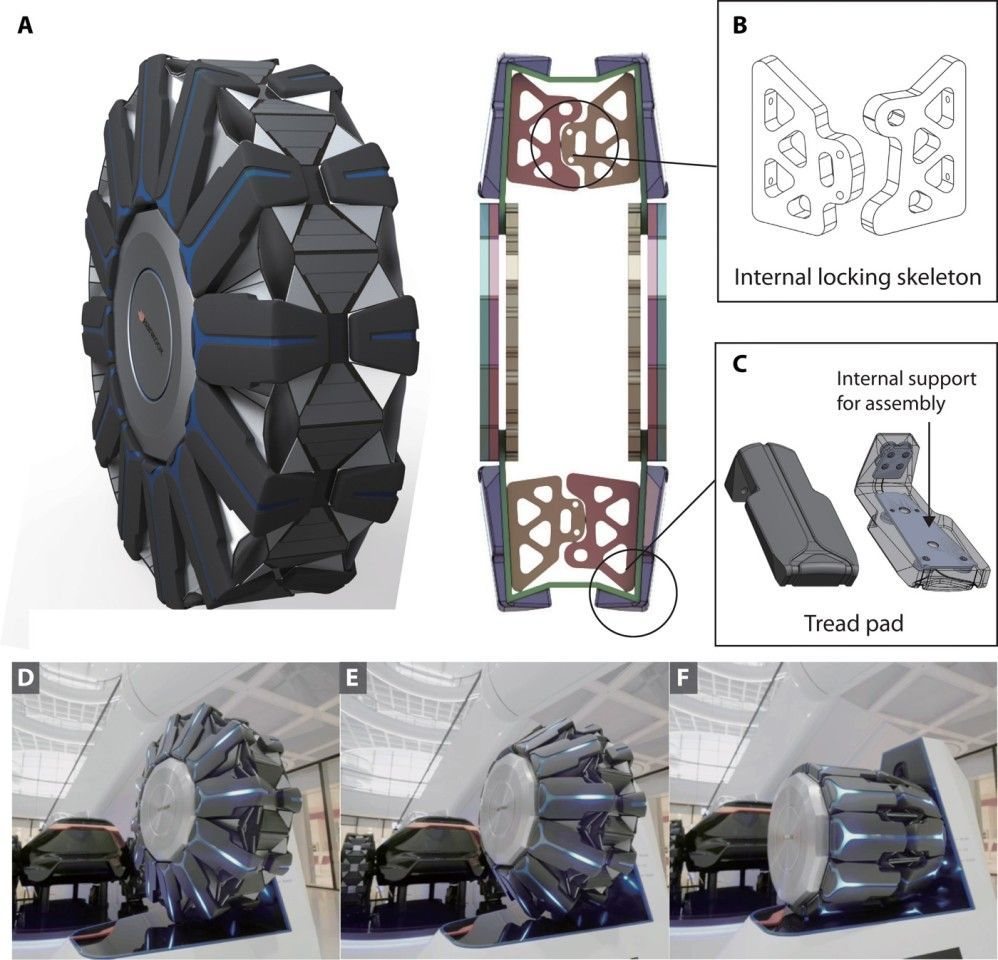 A
B
Internal locking skeleton
C
Internal support
for assembly
Tread pad
D
E
F